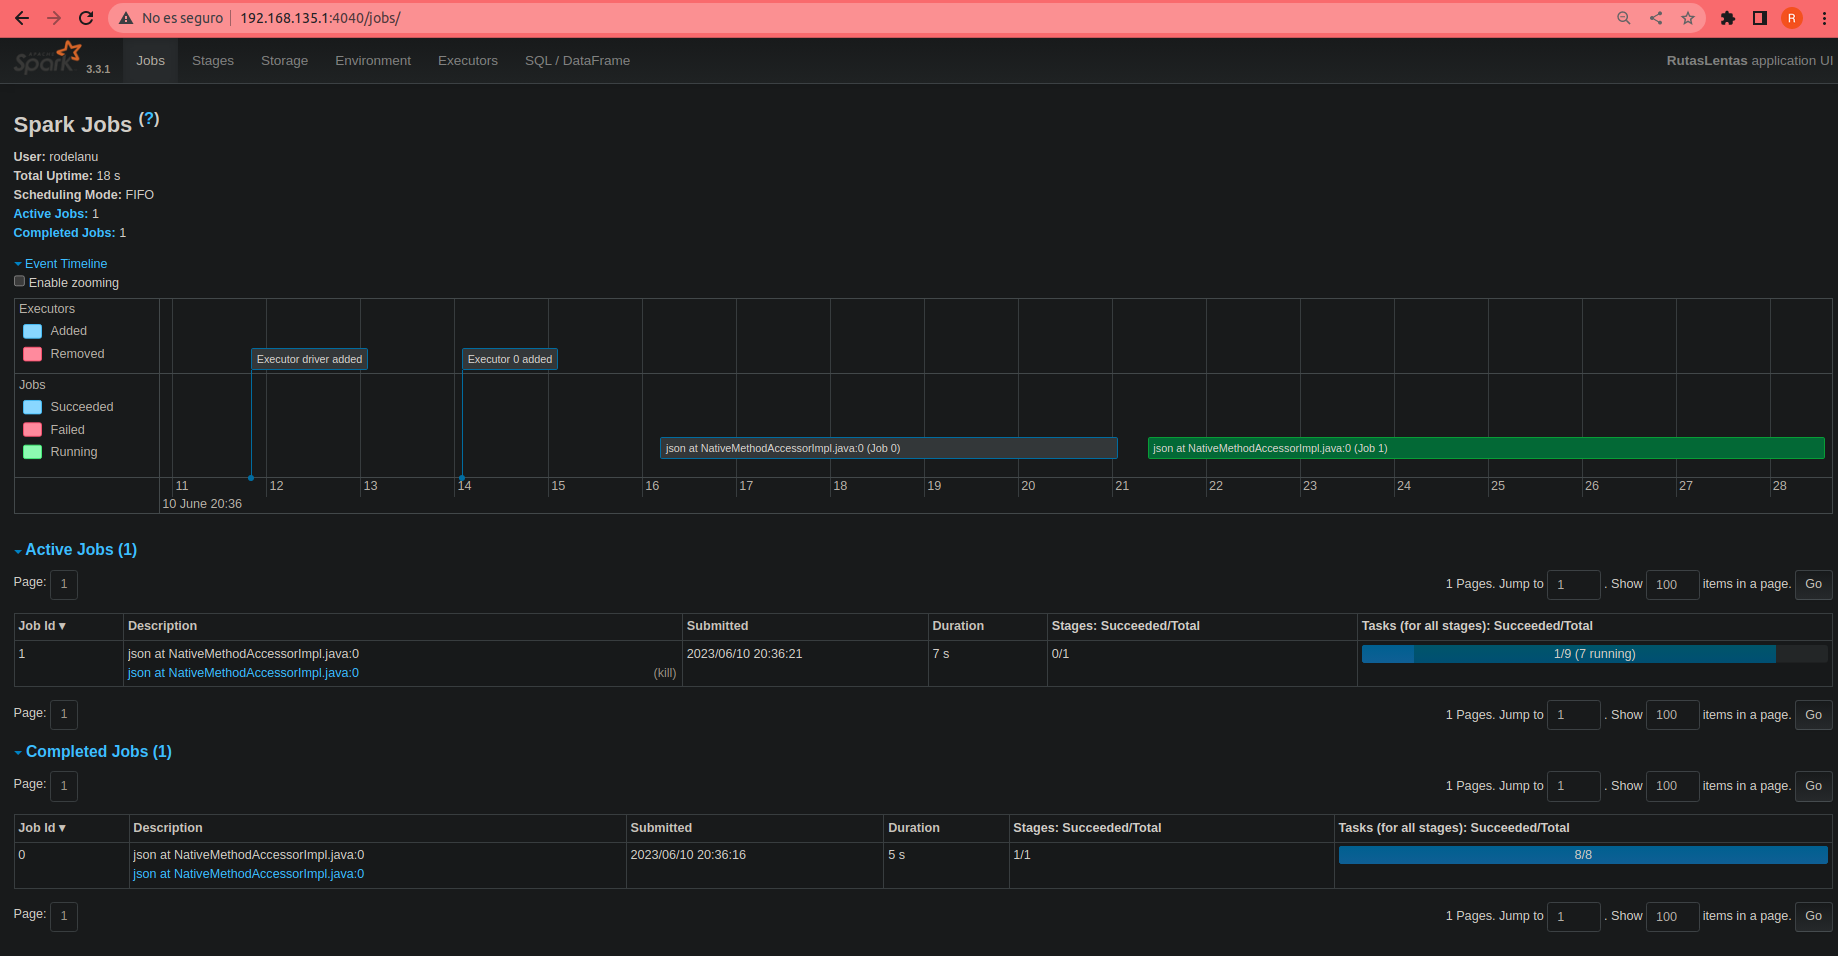 No es seguro 192.168.135.1:4040/jobs/ R
APACHE Spark 3.3.1 Jobs Stages Storage Environment Executors SQL / DataFrame RutasLentas application UI
Spark Jobs (?)
User: rodelanu
Total Uptime: 18 s
Scheduling Mode: FIFO
Active Jobs: 1
Completed Jobs: 1
Event Timeline
Enable zooming
Executors
Added
Removed
Executor driver added Executor 0 added
Jobs
Succeeded
Failed
Running
json at NativeMethodAccessorImpl.java:0 (Job 0) json at NativeMethodAccessorImpl.java:0 (Job 1)
11 12 13 14 15 16 17 18 19 20 21 22 23 24 25 26 27 28
10 June 20:36
Active Jobs (1)
Page: 1 1 Pages. Jump to 1 . Show 100 items in a page. Go
Job Id ▾ Description Submitted Duration Stages: Succeeded/Total Tasks (for all stages): Succeeded/Total
1 json at NativeMethodAccessorImpl.java:0 2023/06/10 20:36:21 7 s 0/1 1/9 (7 running)
json at NativeMethodAccessorImpl.java:0 (kill)
Page: 1 1 Pages. Jump to 1 . Show 100 items in a page. Go
Completed Jobs (1)
Page: 1 1 Pages. Jump to 1 . Show 100 items in a page. Go
Job Id ▾ Description Submitted Duration Stages: Succeeded/Total Tasks (for all stages): Succeeded/Total
0 json at NativeMethodAccessorImpl.java:0 2023/06/10 20:36:16 5 s 1/1 8/8
json at NativeMethodAccessorImpl.java:0
Page: 1 1 Pages. Jump to 1 . Show 100 items in a page. Go